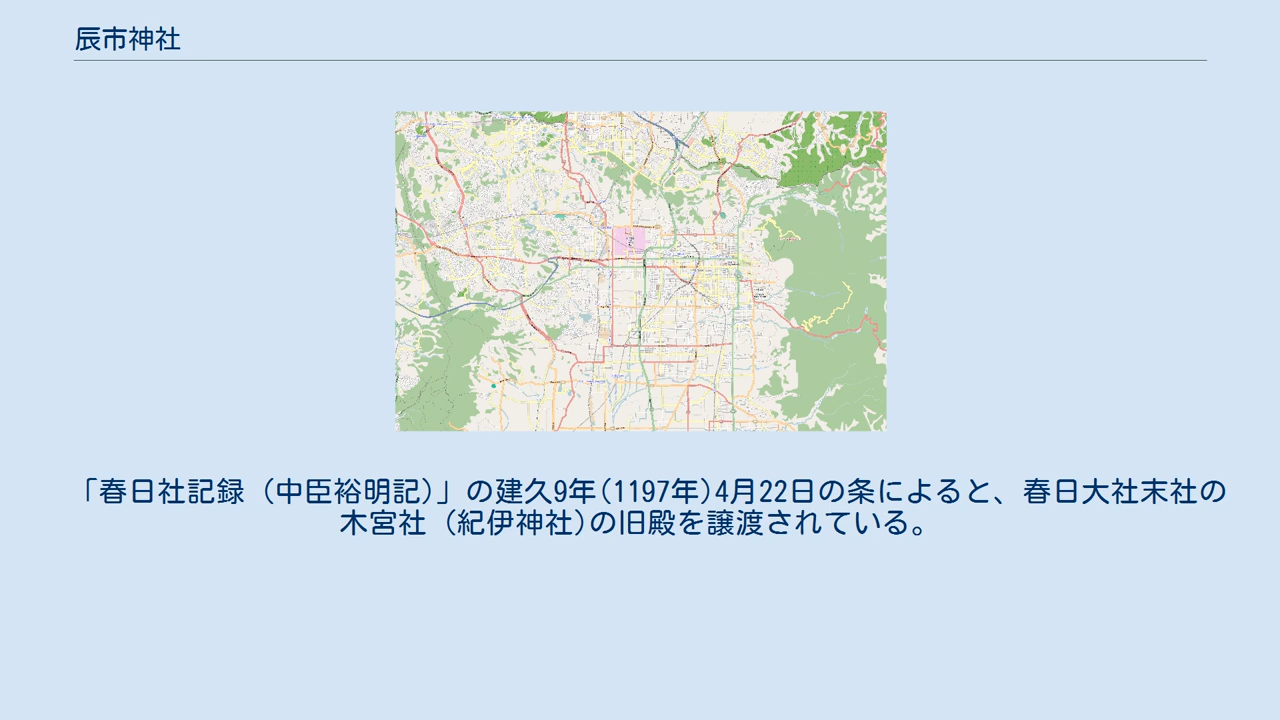 辰市神社
「春日社記録（中臣裕明記）」の建久9年(1197年)4月22日の条によると、春日大社末社の
木宮社（紀伊神社)の旧殿を譲渡されている。